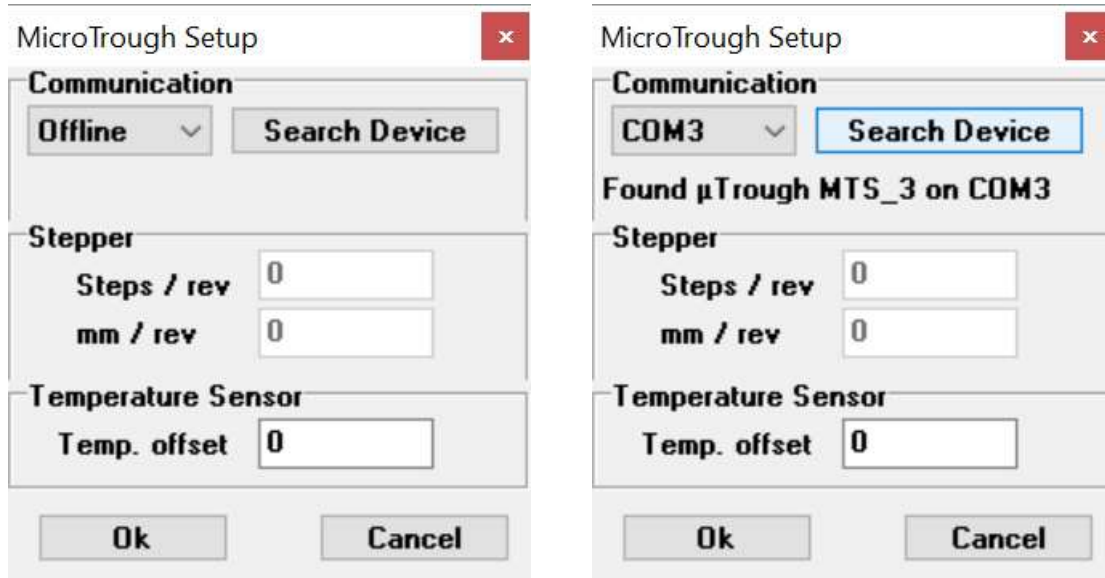 MicroTrough Setup
Communication
Offline Search Device
Stepper
Steps / rev 0
mm / rev 0
Temperature Sensor
Temp. offset 0
Ok Cancel
MicroTrough Setup
Communication
COM3 Search Device
Found µTrough MTS_3 on COM3
Stepper
Steps / rev 0
mm / rev 0
Temperature Sensor
Temp. offset 0
Ok Cancel